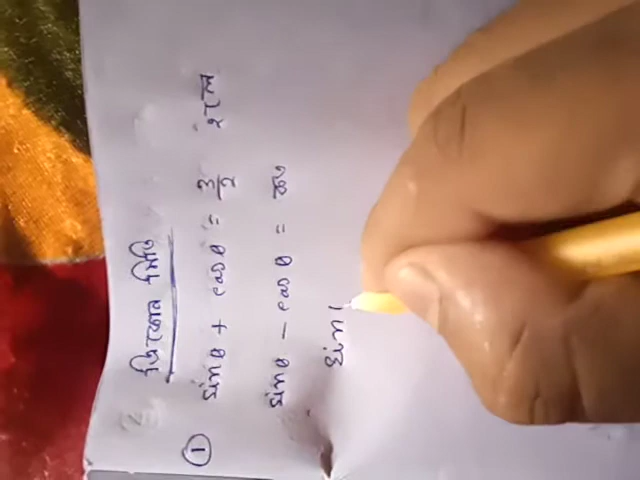 ত্রিকোন মিতি
① sinθ + cosθ = 3/2 হলে
sinθ - cosθ = কত
sin